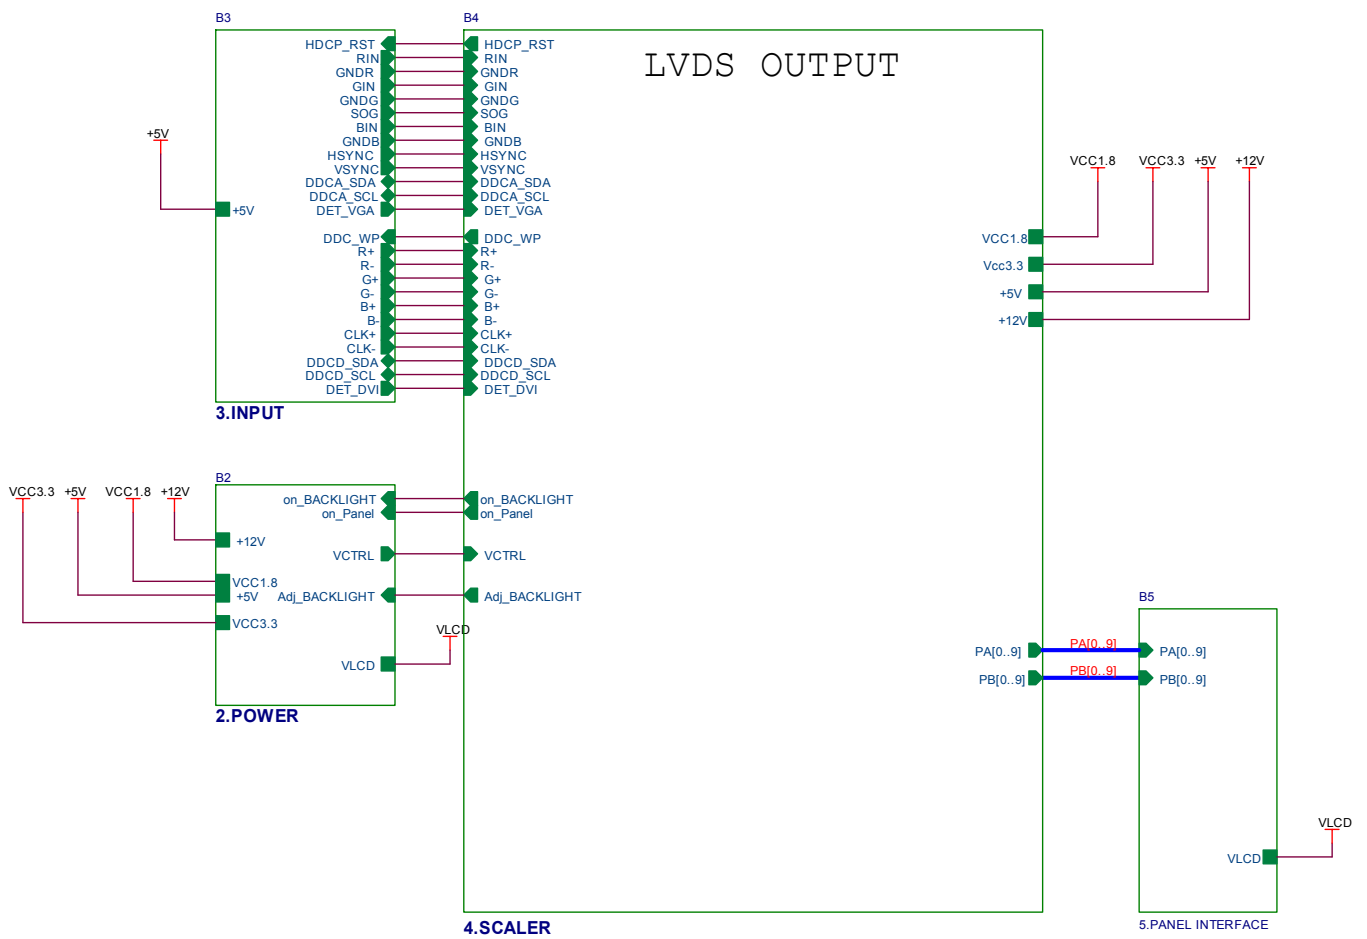 B3
B4
LVDS OUTPUT
HDCP_RST HDCP_RST
RIN RIN
GNDR GNDR
GIN GIN
GNDG GNDG
SOG SOG
BIN BIN
GNDB GNDB
HSYNC HSYNC
VSYNC VSYNC
DDCA_SDA DDCA_SDA
DDCA_SCL DDCA_SCL
DET_VGA DET_VGA
+5V
+5V
DDC_WP DDC_WP
R+ R+
R- R-
G+ G+
G- G-
B+ B+
B- B-
CLK+ CLK+
CLK- CLK-
DDCD_SDA DDCD_SDA
DDCD_SCL DDCD_SCL
DET_DVI DET_DVI
3.INPUT
VCC1.8 VCC3.3 +5V +12V
VCC1.8
Vcc3.3
+5V
+12V
B2
VCC3.3 +5V VCC1.8 +12V
on_BACKLIGHT on_BACKLIGHT
on_Panel on_Panel
+12V
VCTRL VCTRL
VCC1.8
+5V
Adj_BACKLIGHT Adj_BACKLIGHT
VCC3.3
VLCD
VLCD
2.POWER
B5
PA[0..9] PA[0..9] PA[0..9]
PB[0..9] PB[0..9] PB[0..9]
VLCD
VLCD
4.SCALER
5.PANEL INTERFACE